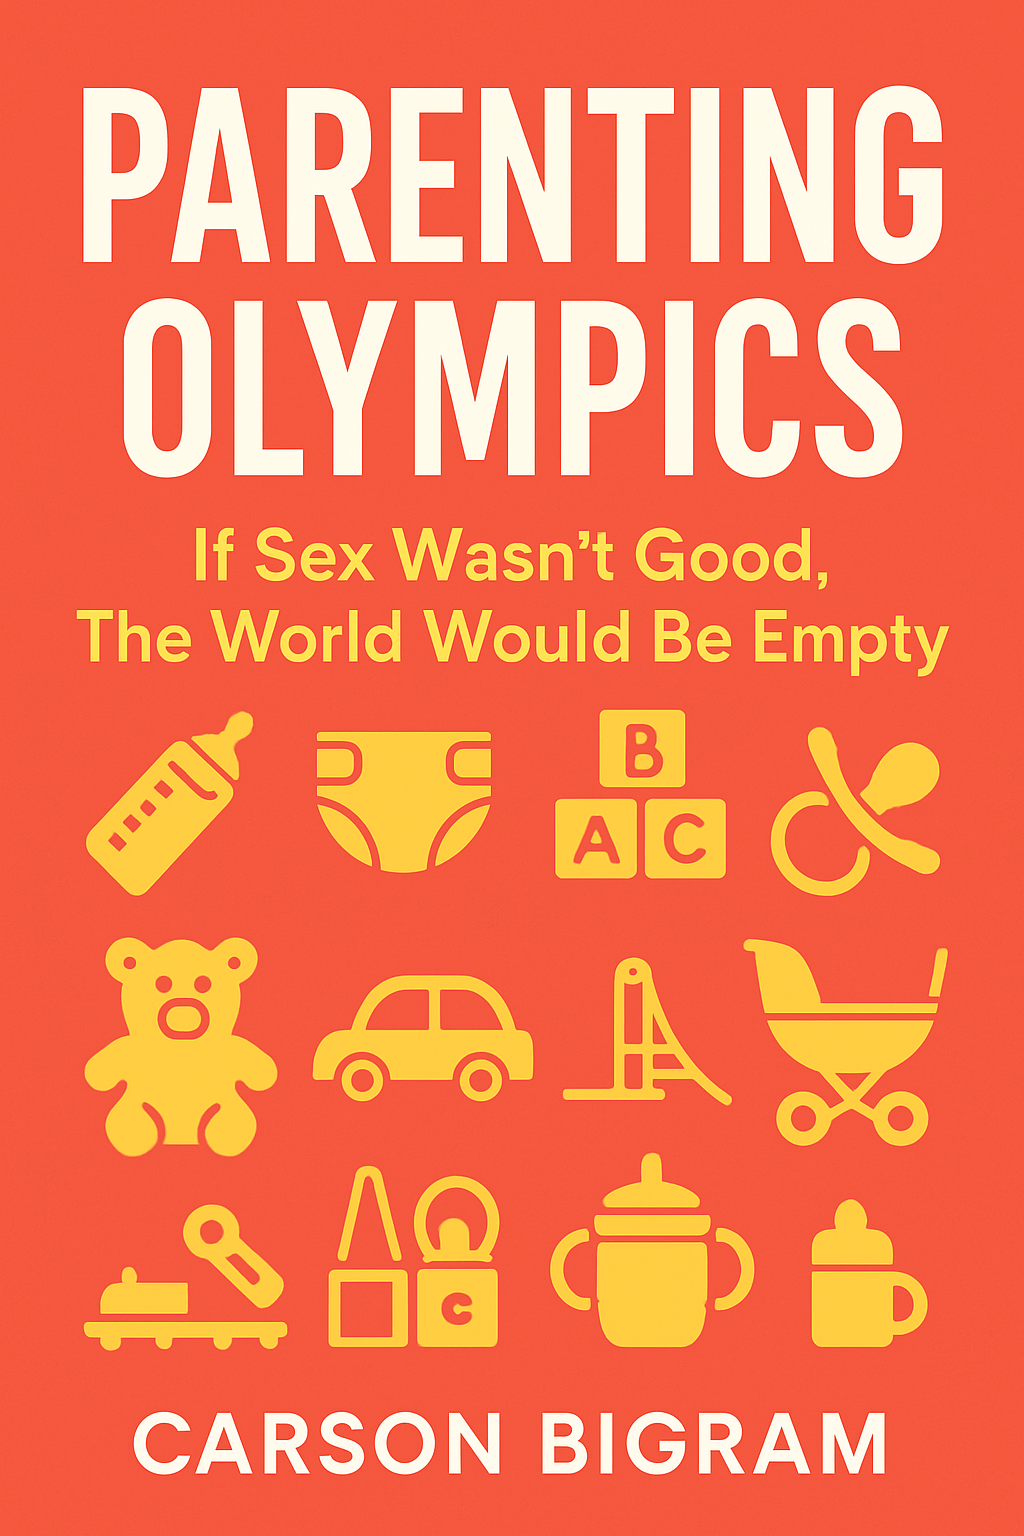 PARENTING
OLYMPICS
If Sex Wasn’t Good,
The World Would Be Empty
B
A C
C
CARSON BIGRAM